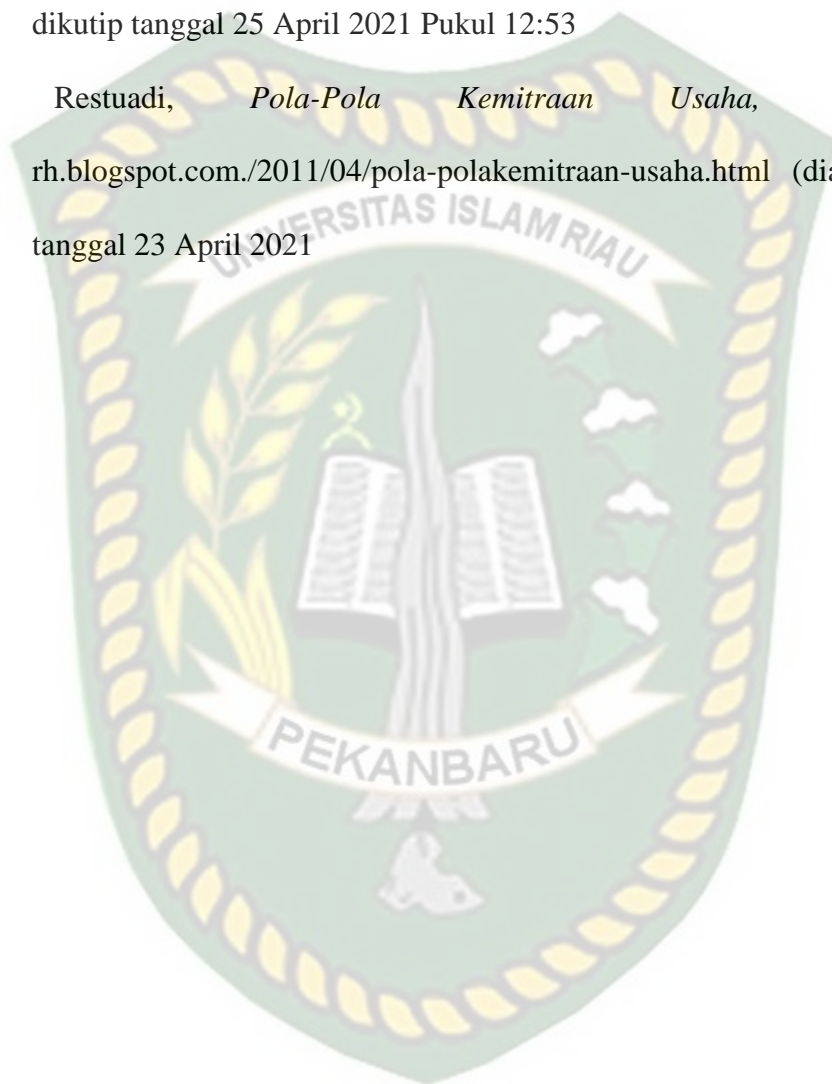 dikutip tanggal 25 April 2021 Pukul 12:53
Restuadi, Pola-Pola Kemitraan Usaha,
rh.blogspot.com./2011/04/pola-polakemitraan-usaha.html (dia
tanggal 23 April 2021
UNIVERSITAS ISLAM RIAU
PEKANBARU